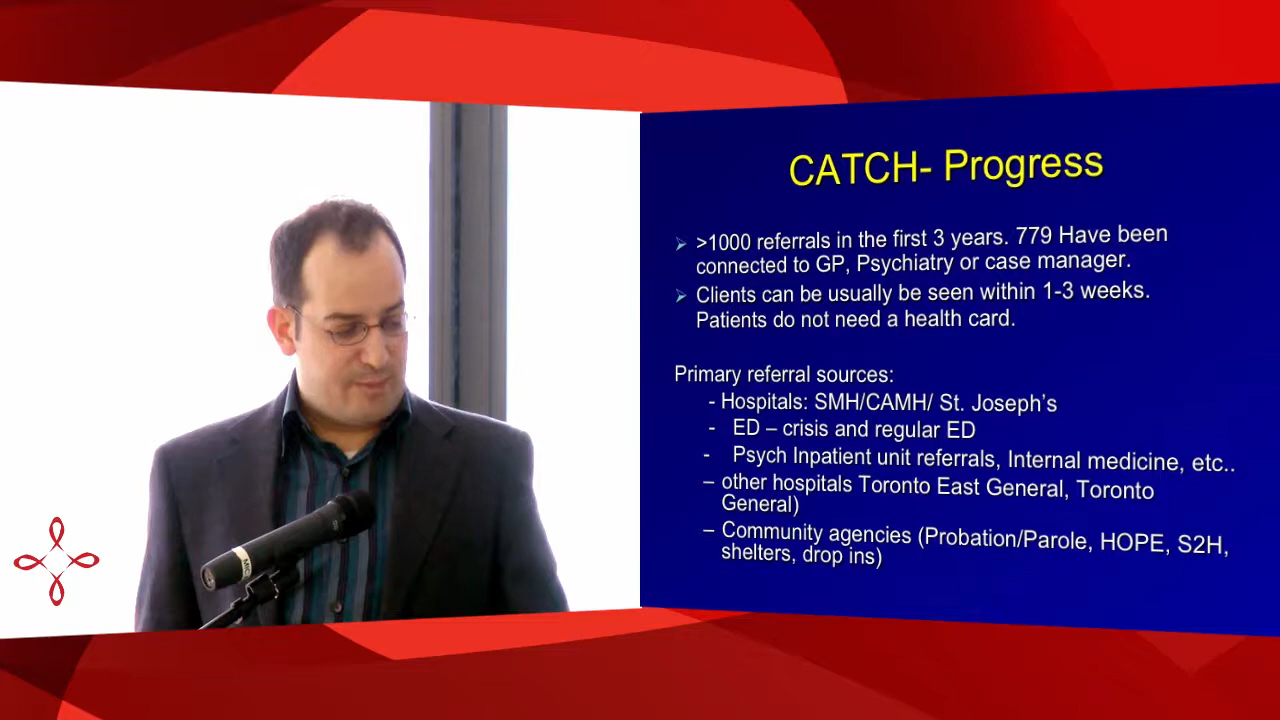 CATCH- Progress
>1000 referrals in the first 3 years. 779 Have been
connected to GP, Psychiatry or case manager.
Clients can be usually be seen within 1-3 weeks.
Patients do not need a health card.
Primary referral sources:
- Hospitals: SMH/CAMH/ St. Joseph's
- ED – crisis and regular ED
- Psych Inpatient unit referrals, Internal medicine, etc..
– other hospitals Toronto East General, Toronto
General)
– Community agencies (Probation/Parole, HOPE, S2H,
shelters, drop ins)